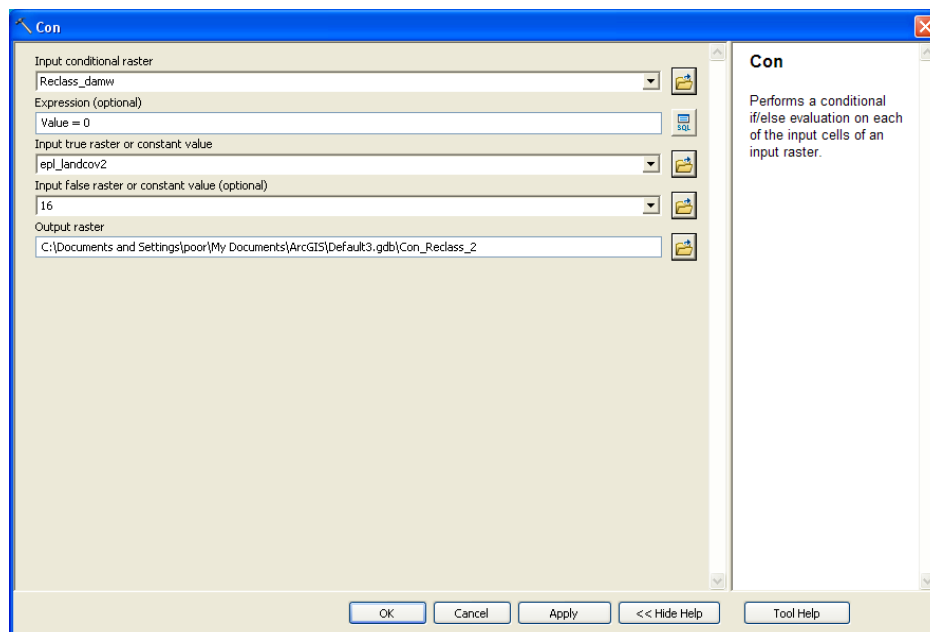 Con
Input conditional raster
Reclass_damw
Expression (optional)
Value = 0
SQL
Input true raster or constant value
epl_landcov2
Input false raster or constant value (optional)
16
Output raster
C:\Documents and Settings\poor\My Documents\ArcGIS\Default3.gdb\Con_Reclass_2
Con
Performs a conditional
if/else evaluation on each
of the input cells of an
input raster.
OK
Cancel
Apply
<< Hide Help
Tool Help